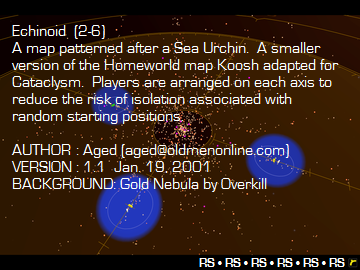 Echinoid (2-6)
A map patterned after a Sea Urchin. A smaller
version of the Homeworld map Koosh adapted for
Cataclysm. Players are arranged on each axis to
reduce the risk of isolation associated with
random starting positions.
AUTHOR : Aged (aged@oldmenonline.com)
VERSION : 1.1 Jan. 19, 2001
BACKGROUND: Gold Nebula by Overkill
RS • RS • RS • RS • RS • RS r